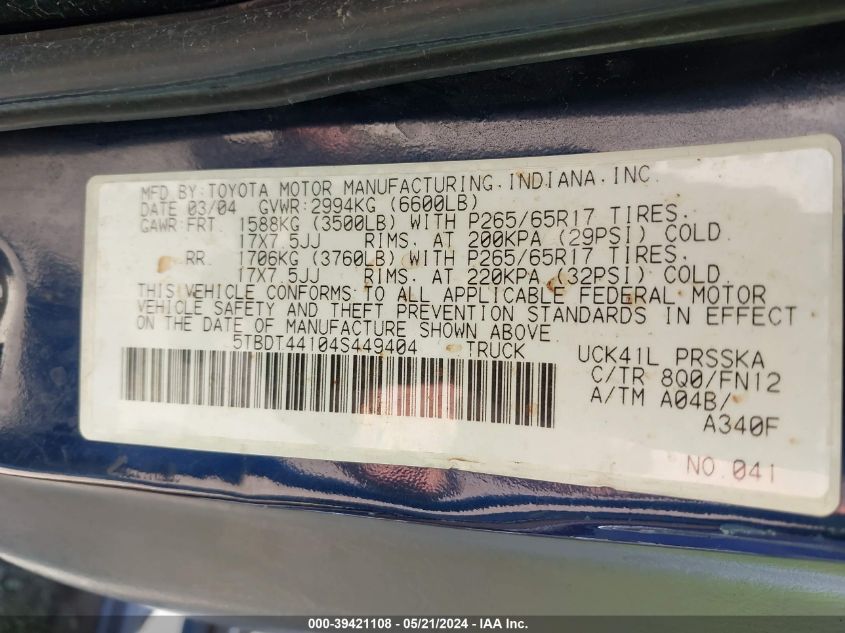 MFD.BY:TOYOTA MOTOR MANUFACTURING.INDIANA.INC.
DATE 03/04 GVWR:2994KG (6600LB)
GAWR:FRT. 1588KG (3500LB) WITH P265/65R17 TIRES.
17X7.5JJ RIMS. AT 200KPA (29PSI) COLD.
RR. 1706KG (3760LB) WITH P265/65R17 TIRES.
17X7.5JJ RIMS. AT 220KPA (32PSI) COLD.
THIS VEHICLE CONFORMS TO ALL APPLICABLE FEDERAL MOTOR
VEHICLE SAFETY AND THEFT PREVENTION STANDARDS IN EFFECT
ON THE DATE OF MANUFACTURE SHOWN ABOVE.
5TBDT44104S449404 TRUCK UCK41L PRSSKA
C/TR 8Q0/FN12
A/TM A04B/
A340F
NO.041
000-39421108 - 05/21/2024 - IAA Inc.